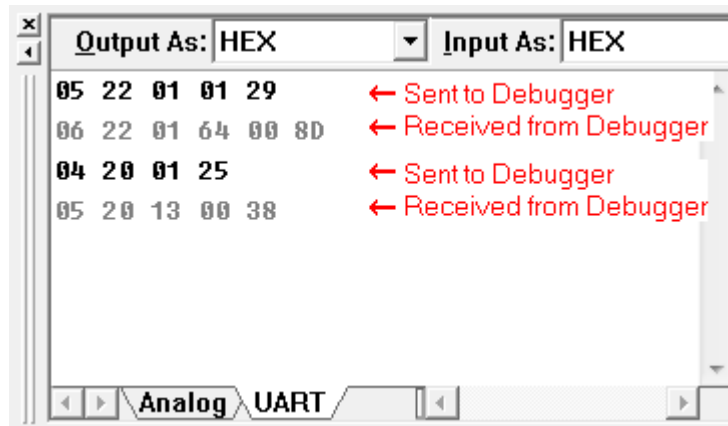 Output As: HEX Input As: HEX
05 22 01 01 29 ← Sent to Debugger
06 22 01 64 00 8D ← Received from Debugger
04 20 01 25 ← Sent to Debugger
05 20 13 00 38 ← Received from Debugger
Analog UART